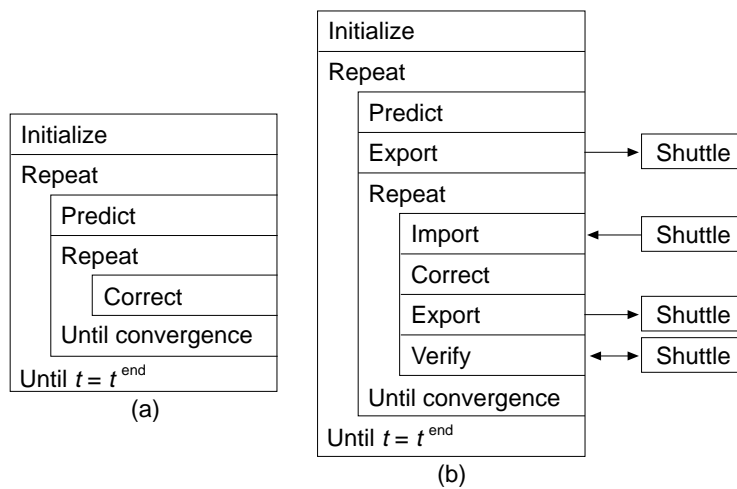 Initialize
Repeat
Predict
Repeat
Correct
Until convergence
Until t = t end
(a)
Initialize
Repeat
Predict
Export
Shuttle
Repeat
Import
Shuttle
Correct
Export
Shuttle
Verify
Shuttle
Until convergence
Until t = t end
(b)